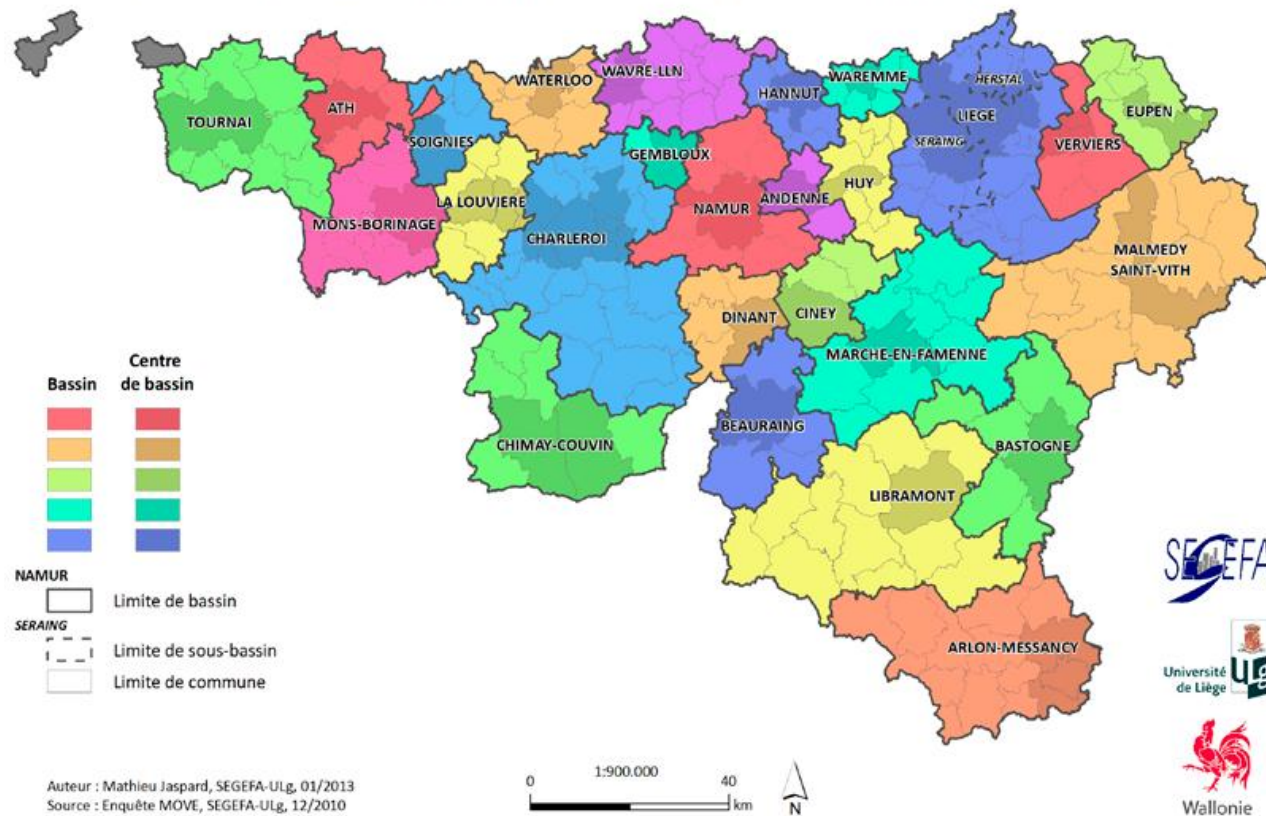 TOURNAI
ATH
SOIGNIES
WATERLOO
WAVRE-LLN
HANNUT
WAREMME
HERSTAL
LIEGE
SERAING
EUPEN
VERVIERS
GEMBLOUX
MONS-BORINAGE
LA LOUVIERE
CHARLEROI
NAMUR
ANDENNE
HUY
MALMEDY
SAINT-VITH
DINANT
CINEY
MARCHE-EN-FAMENNE
CHIMAY-COUVIN
BEAURAING
BASTOGNE
LIBRAMONT
ARLON-MESSANCY
Bassin
Centre
de bassin
NAMUR
Limite de bassin
SERAING
Limite de sous-bassin
Limite de commune
Auteur : Mathieu Jaspard, SEGEFA-ULg, 01/2013
Source : Enquête MOVE, SEGEFA-ULg, 12/2010
0
1:900.000
40
km
N
SEGEFA
Université
de Liège
ULg
Wallonie